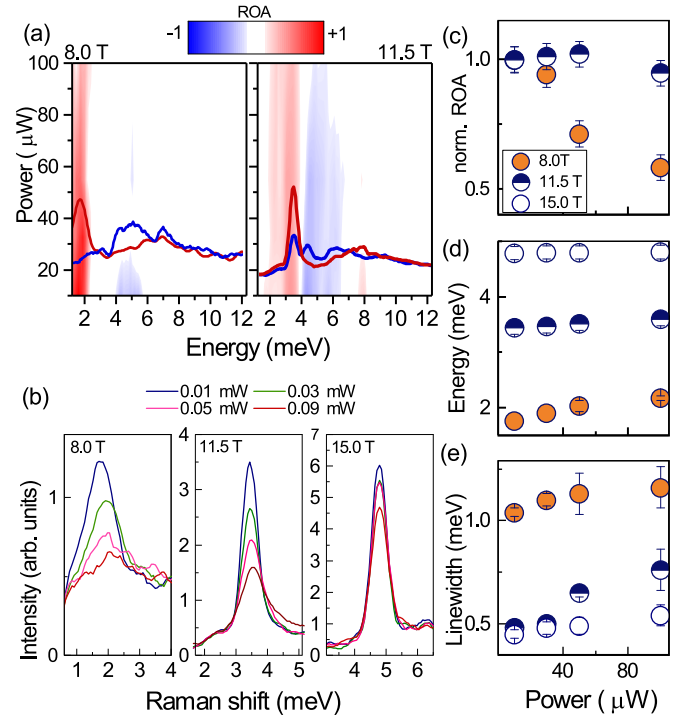 ROA
(a)
-1
+1
8.0 T
11.5 T
100
80
60
40
20
Power (μW)
2 4 6 8 10 12
2 4 6 8 10 12
Energy (meV)
0.01 mW
0.03 mW
0.05 mW
0.09 mW
(b)
8.0 T
11.5 T
15.0 T
1
0
4
3
2
1
0
7
6
5
4
3
2
1
0
Intensity (arb. units)
1 2 3 4
2 3 4 5
4 5 6
Raman shift (meV)
(c)
1.0
0.5
norm. ROA
8.0T
11.5 T
15.0 T
(d)
4
2
Energy (meV)
(e)
1.0
0.5
Linewidth (meV)
40 80
Power ( μW)